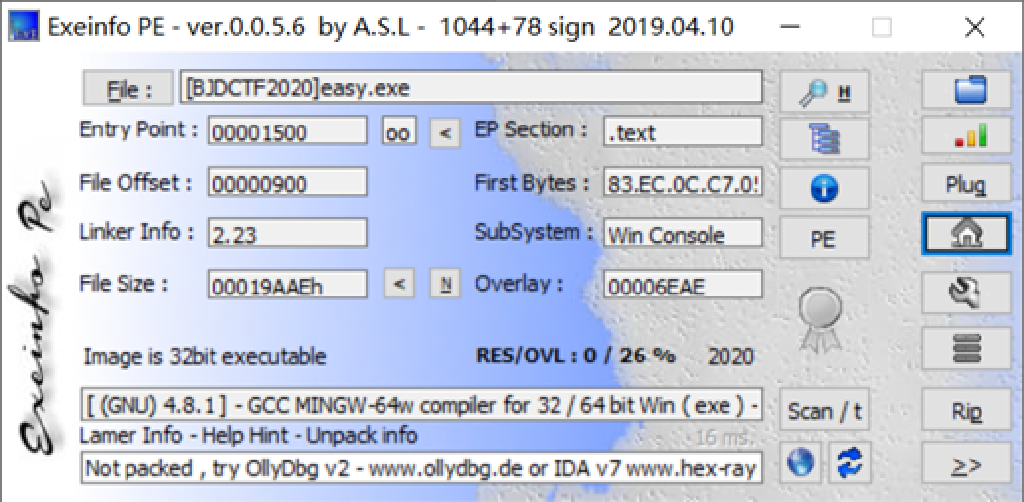 Exeinfo PE - ver.0.0.5.6 by A.S.L - 1044+78 sign 2019.04.10
File : [BJDCTF2020]easy.exe H
Entry Point : 00001500 oo < EP Section : .text
File Offset : 00000900 First Bytes : 83.EC.0C.C7.0 Plug
Linker Info : 2.23 SubSystem : Win Console PE
File Size : 00019AAEh < N Overlay : 00006EAE
Image is 32bit executable RES/OVL : 0 / 26 % 2020
[ (GNU) 4.8.1 ] - GCC MINGW-64w compiler for 32 / 64 bit Win ( exe ) - Scan / t Rip
Lamer Info - Help Hint - Unpack info 16 ms.
Not packed , try OllyDbg v2 - www.ollydbg.de or IDA v7 www.hex-ray >>
Exeinfo Pe